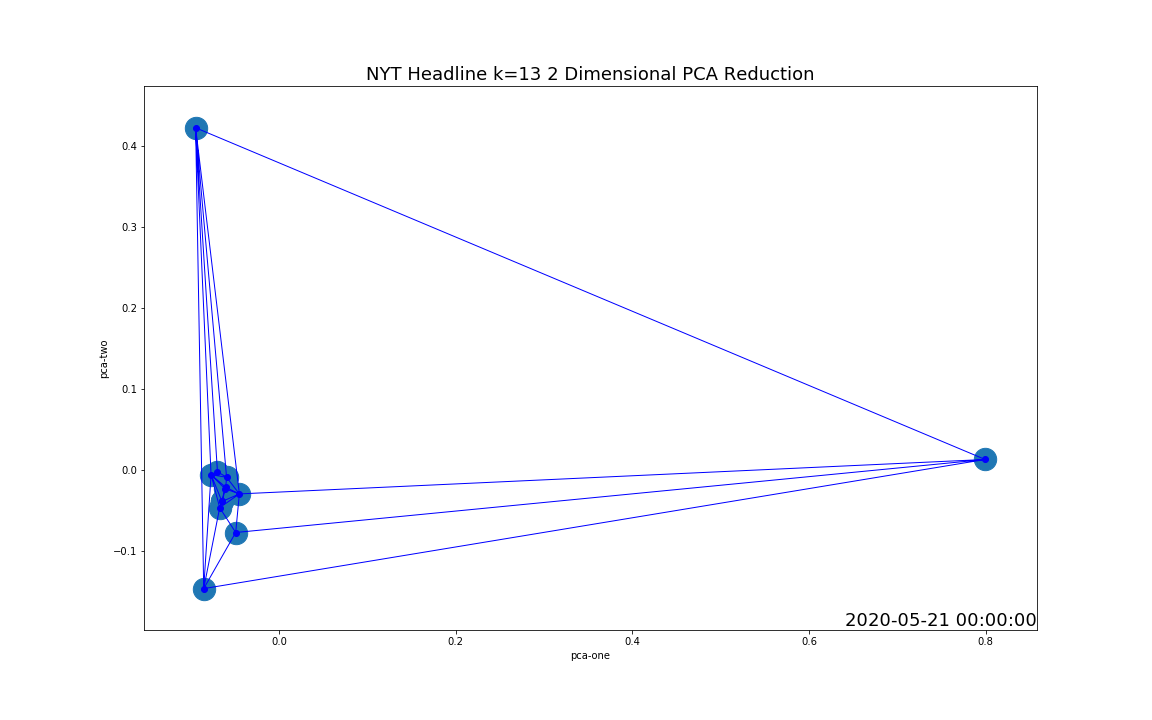 NYT Headline k=13 2 Dimensional PCA Reduction
0.4
0.3
0.2
0.1
0.0
−0.1
pca-two
2020-05-21 00:00:00
0.0 0.2 0.4 0.6 0.8
pca-one